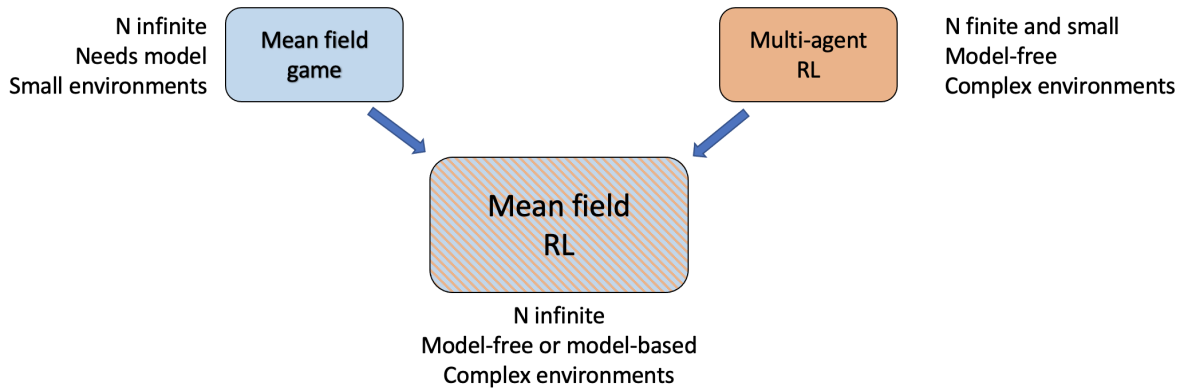 N infinite
Needs model
Small environments
Mean field
game
Multi-agent
RL
N finite and small
Model-free
Complex environments
Mean field
RL
N infinite
Model-free or model-based
Complex environments